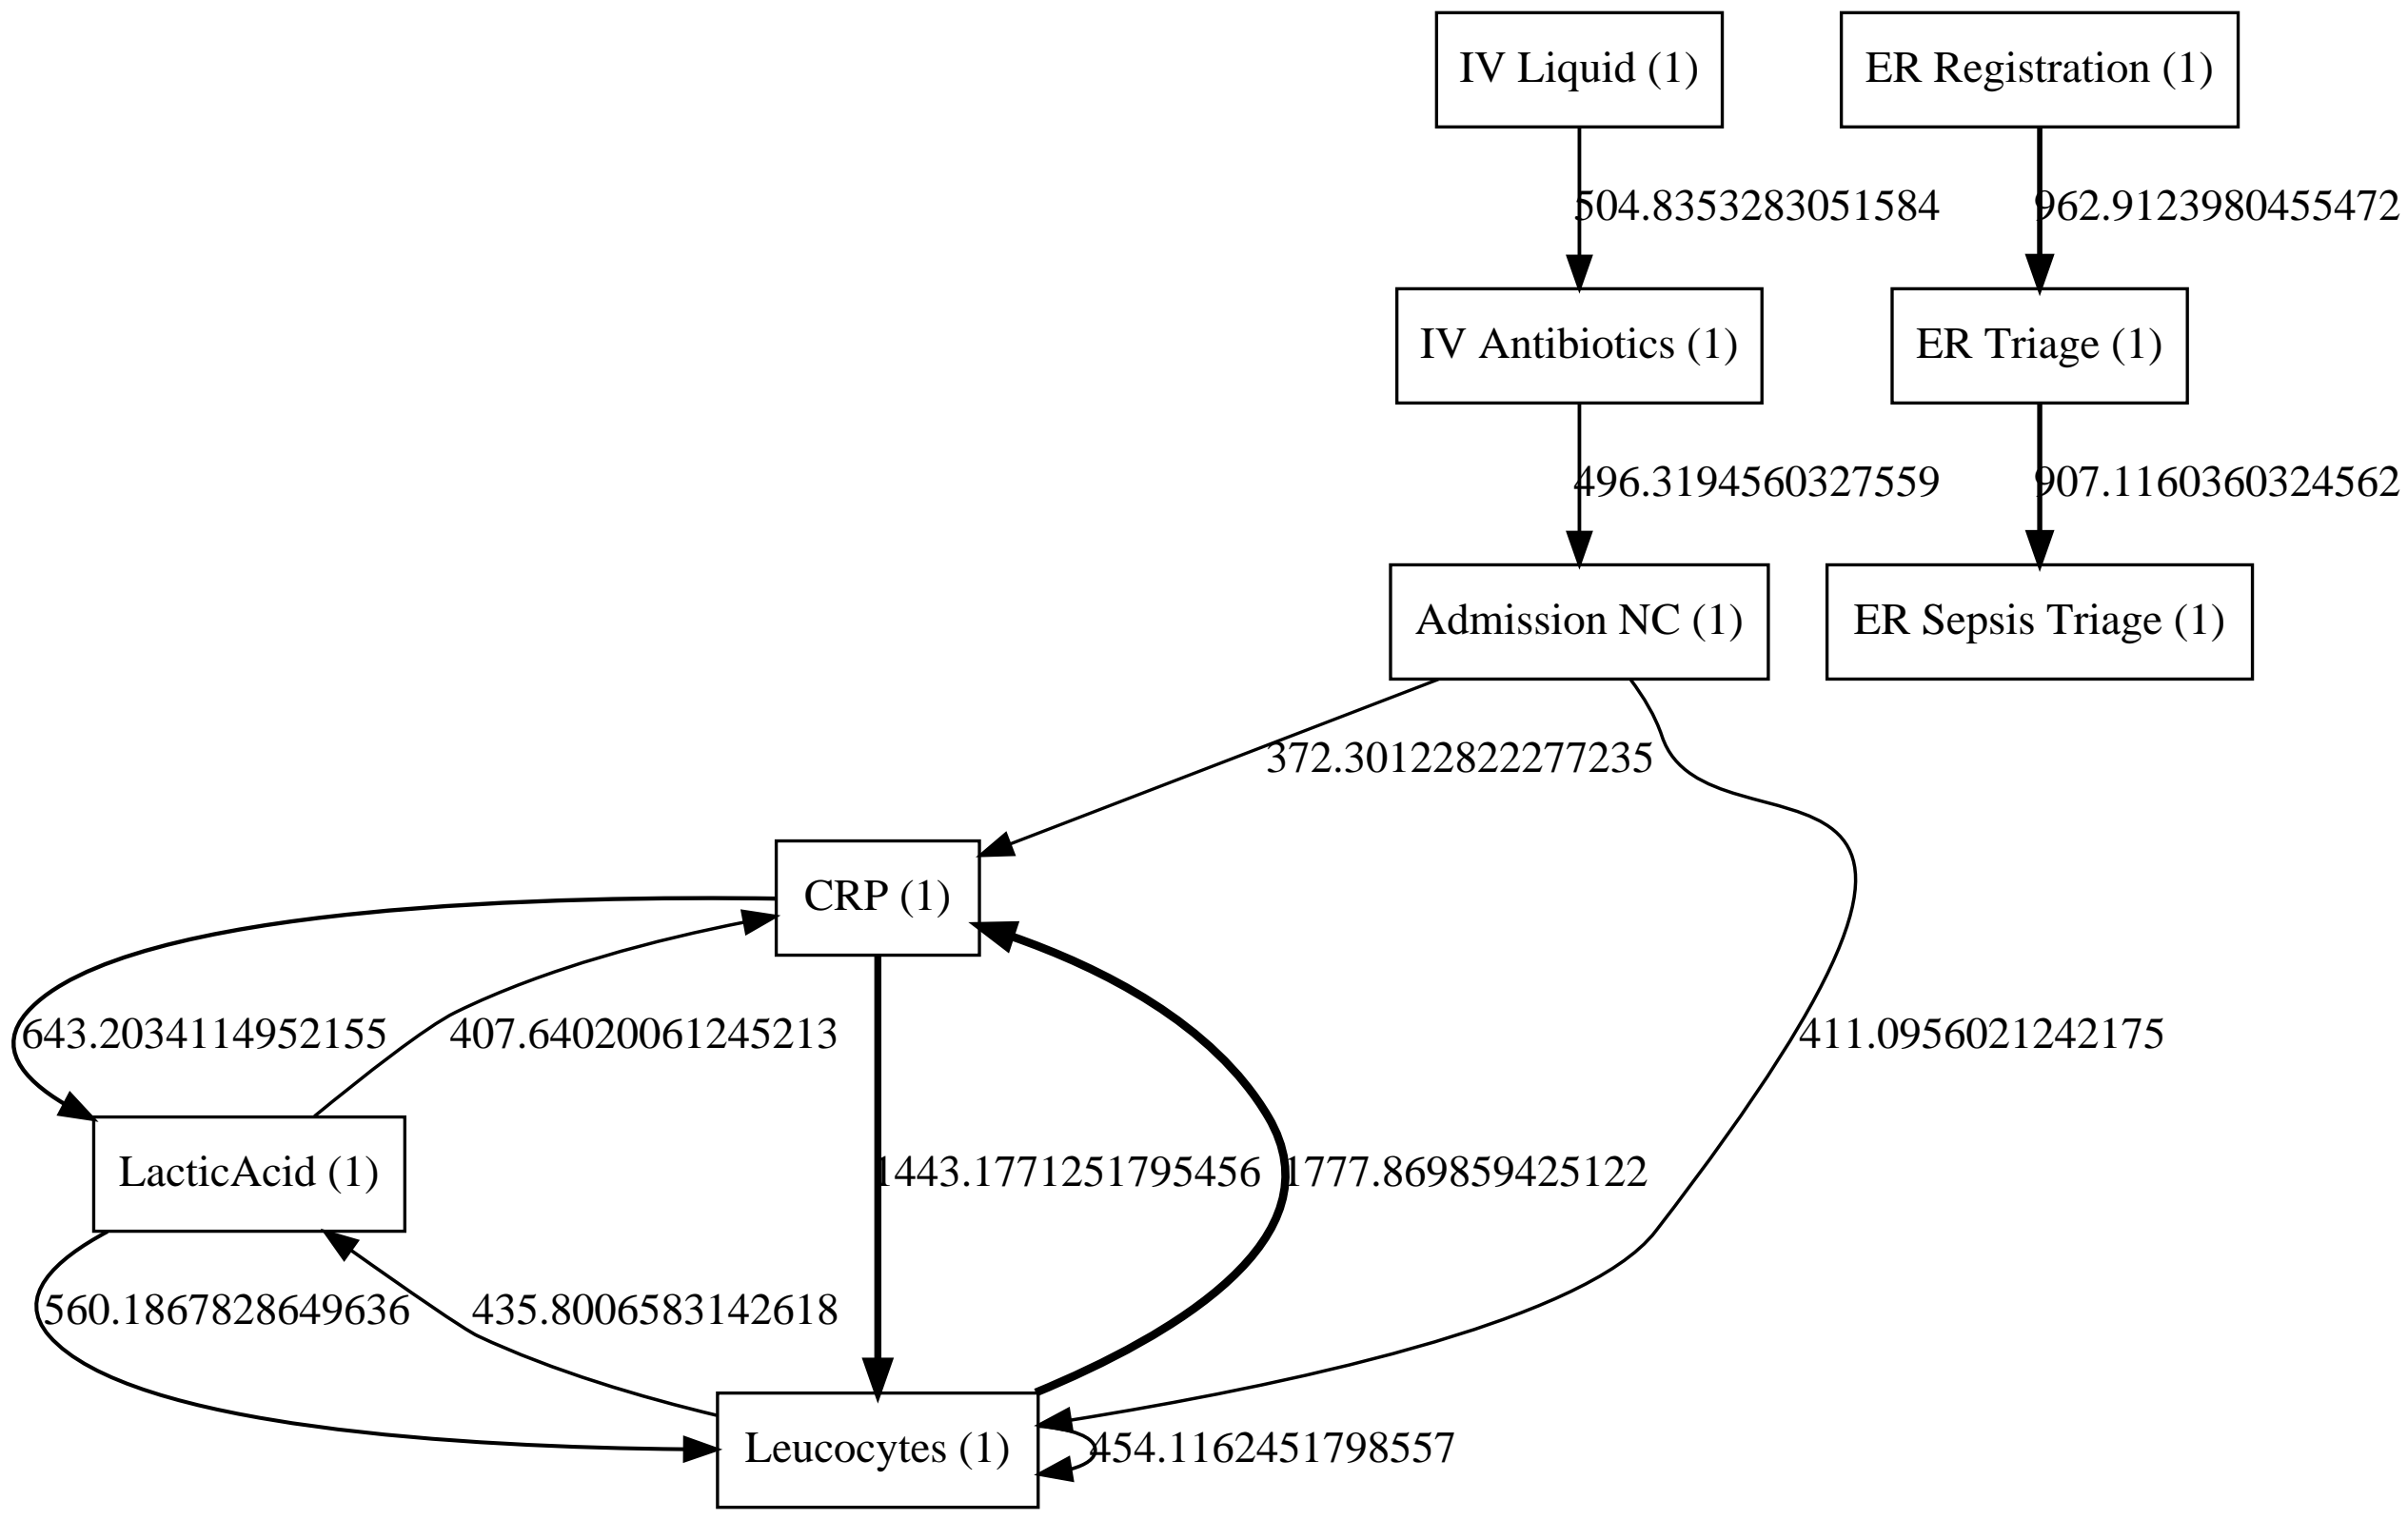 IV Liquid (1)
ER Registration (1)
504.8353283051584
962.9123980455472
IV Antibiotics (1)
ER Triage (1)
496.3194560327559
907.1160360324562
Admission NC (1)
ER Sepsis Triage (1)
372.30122822277235
CRP (1)
643.2034114952155
407.64020061245213
411.0956021242175
LacticAcid (1)
1443.1771251795456
1777.869859425122
560.1867828649636
435.8006583142618
Leucocytes (1)
454.1162451798557